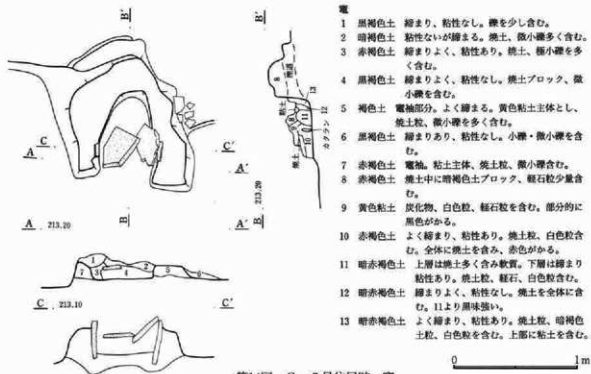 竈
1 黒褐色土 締まり、粘性なし。礫を少し含む。
2 暗褐色土 粘性ないが締まる。焼土、微小礫多く含む。
3 赤褐色土 締まりよく、粘性あり。焼土、極小礫を多
く含む。
4 黒褐色土 締まりよく、粘性なし。焼土ブロック、微
小礫を含む。
5 褐色土 竈袖部分。よく締まる。黄色粘土主体とし、
焼土粒、微小礫を多く含む。
6 黒褐色土 締まりあり、粘性なし。小礫・微小礫を含
む。
7 赤褐色土 竈袖。粘土主体、焼土粒、微小礫含む。
8 赤褐色土 焼土中に暗褐色土ブロック、軽石粒少量含
む。
9 黄色粘土 炭化物、白色粒、軽石粒を含む。部分的に
黒色がかる。
10 赤褐色土 よく締まり、粘性あり。焼土粒、白色粒含
む。全体に焼土を含み、赤色がかる。
11 暗赤褐色土 上層は焼土多く含み軟質。下層は締まり
粘性あり。焼土粒、軽石、白色粒含む。
12 暗赤褐色土 締まりよく、粘性なし。焼土を全体に含
む。11より黒味強い。
13 暗赤褐色土 よく締まり、粘性あり。焼土粒、暗褐色
土粒、白色粒を含む。上部に粘土を含む。
0 1m
B′
C C′
A A′
B
B′
8
13
粘土
12
11
10
カクラン
焼土
B 213.20
A 213.20 A′
1 2 3 4 5 6 7
C 213.10 C′